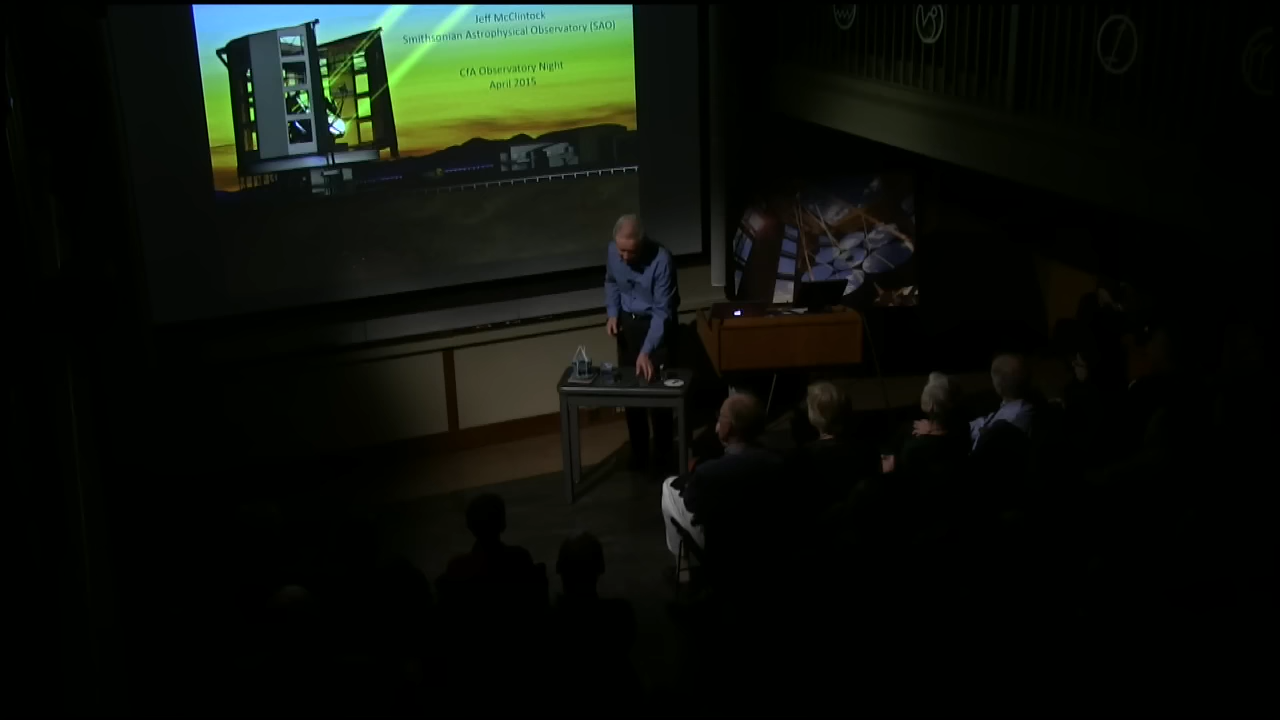 Jeff McClintock
Smithsonian Astrophysical Observatory (SAO)
CfA Observatory Night
April 2015